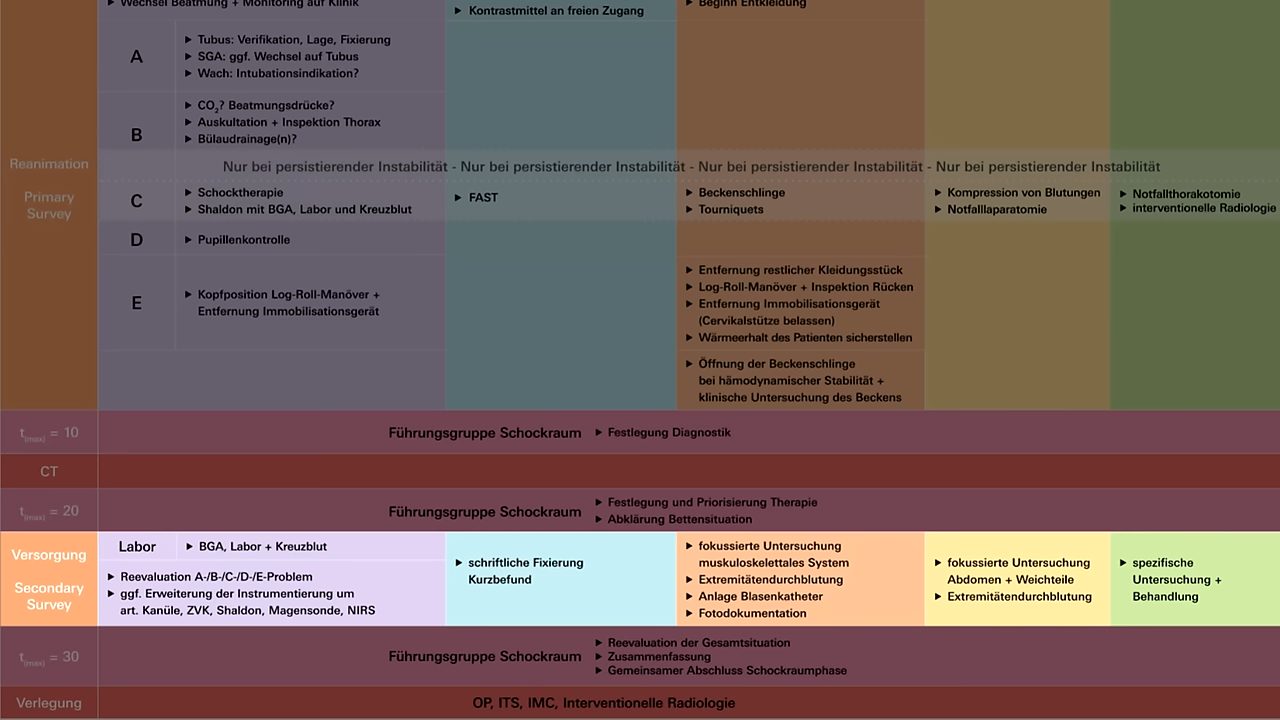 ► Wechsel Beatmung + Monitoring auf Klinik
► Kontrastmittel an freien Zugang
► Beginn Entkleidung
Reanimation
Primary
Survey
A
► Tubus: Verifikation, Lage, Fixierung
► SGA: ggf. Wechsel auf Tubus
► Wach: Intubationsindikation?
B
► CO₂? Beatmungsdrücke?
► Auskultation + Inspektion Thorax
► Bülaudrainage(n)?
Nur bei persistierender Instabilität - Nur bei persistierender Instabilität - Nur bei persistierender Instabilität - Nur bei persistierender Instabilität
C
► Schocktherapie
► Shaldon mit BGA, Labor und Kreuzblut
► FAST
► Beckenschlinge
► Tourniquets
► Kompression von Blutungen
► Notfalllaparatomie
► Notfallthorakotomie
► interventionelle Radiologie
D
► Pupillenkontrolle
E
► Kopfposition Log-Roll-Manöver +
Entfernung Immobilisationsgerät
► Entfernung restlicher Kleidungsstück
► Log-Roll-Manöver + Inspektion Rücken
► Entfernung Immobilisationsgerät
(Cervikalstütze belassen)
► Wärmeerhalt des Patienten sicherstellen
► Öffnung der Beckenschlinge
bei hämodynamischer Stabilität +
klinische Untersuchung des Beckens
t(max) = 10
Führungsgruppe Schockraum
► Festlegung Diagnostik
CT
t(max) = 20
Führungsgruppe Schockraum
► Festlegung und Priorisierung Therapie
► Abklärung Bettensituation
Versorgung
Secondary
Survey
Labor
► BGA, Labor + Kreuzblut
► Reevaluation A-/B-/C-/D-/E-Problem
► ggf. Erweiterung der Instrumentierung um
art. Kanüle, ZVK, Shaldon, Magensonde, NIRS
► schriftliche Fixierung
Kurzbefund
► fokussierte Untersuchung
muskuloskelettales System
► Extremitätendurchblutung
► Anlage Blasenkatheter
► Fotodokumentation
► fokussierte Untersuchung
Abdomen + Weichteile
► Extremitätendurchblutung
► spezifische
Untersuchung +
Behandlung
t(max) = 30
Führungsgruppe Schockraum
► Reevaluation der Gesamtsituation
► Zusammenfassung
► Gemeinsamer Abschluss Schockraumphase
Verlegung
OP, ITS, IMC, Interventionelle Radiologie